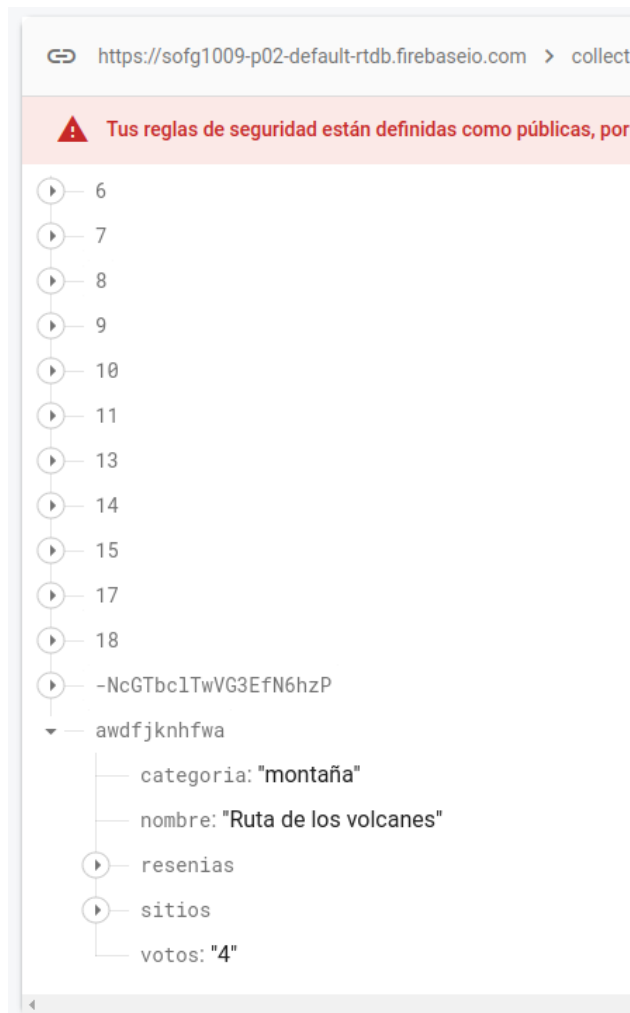 https://sofg1009-p02-default-rtdb.firebaseio.com > collect
Tus reglas de seguridad están definidas como públicas, por
6
7
8
9
10
11
13
14
15
17
18
-NcGTbclTwVG3EfN6hzP
awdfjknhfwa
categoria: "montaña"
nombre: "Ruta de los volcanes"
resenias
sitios
votos: "4"